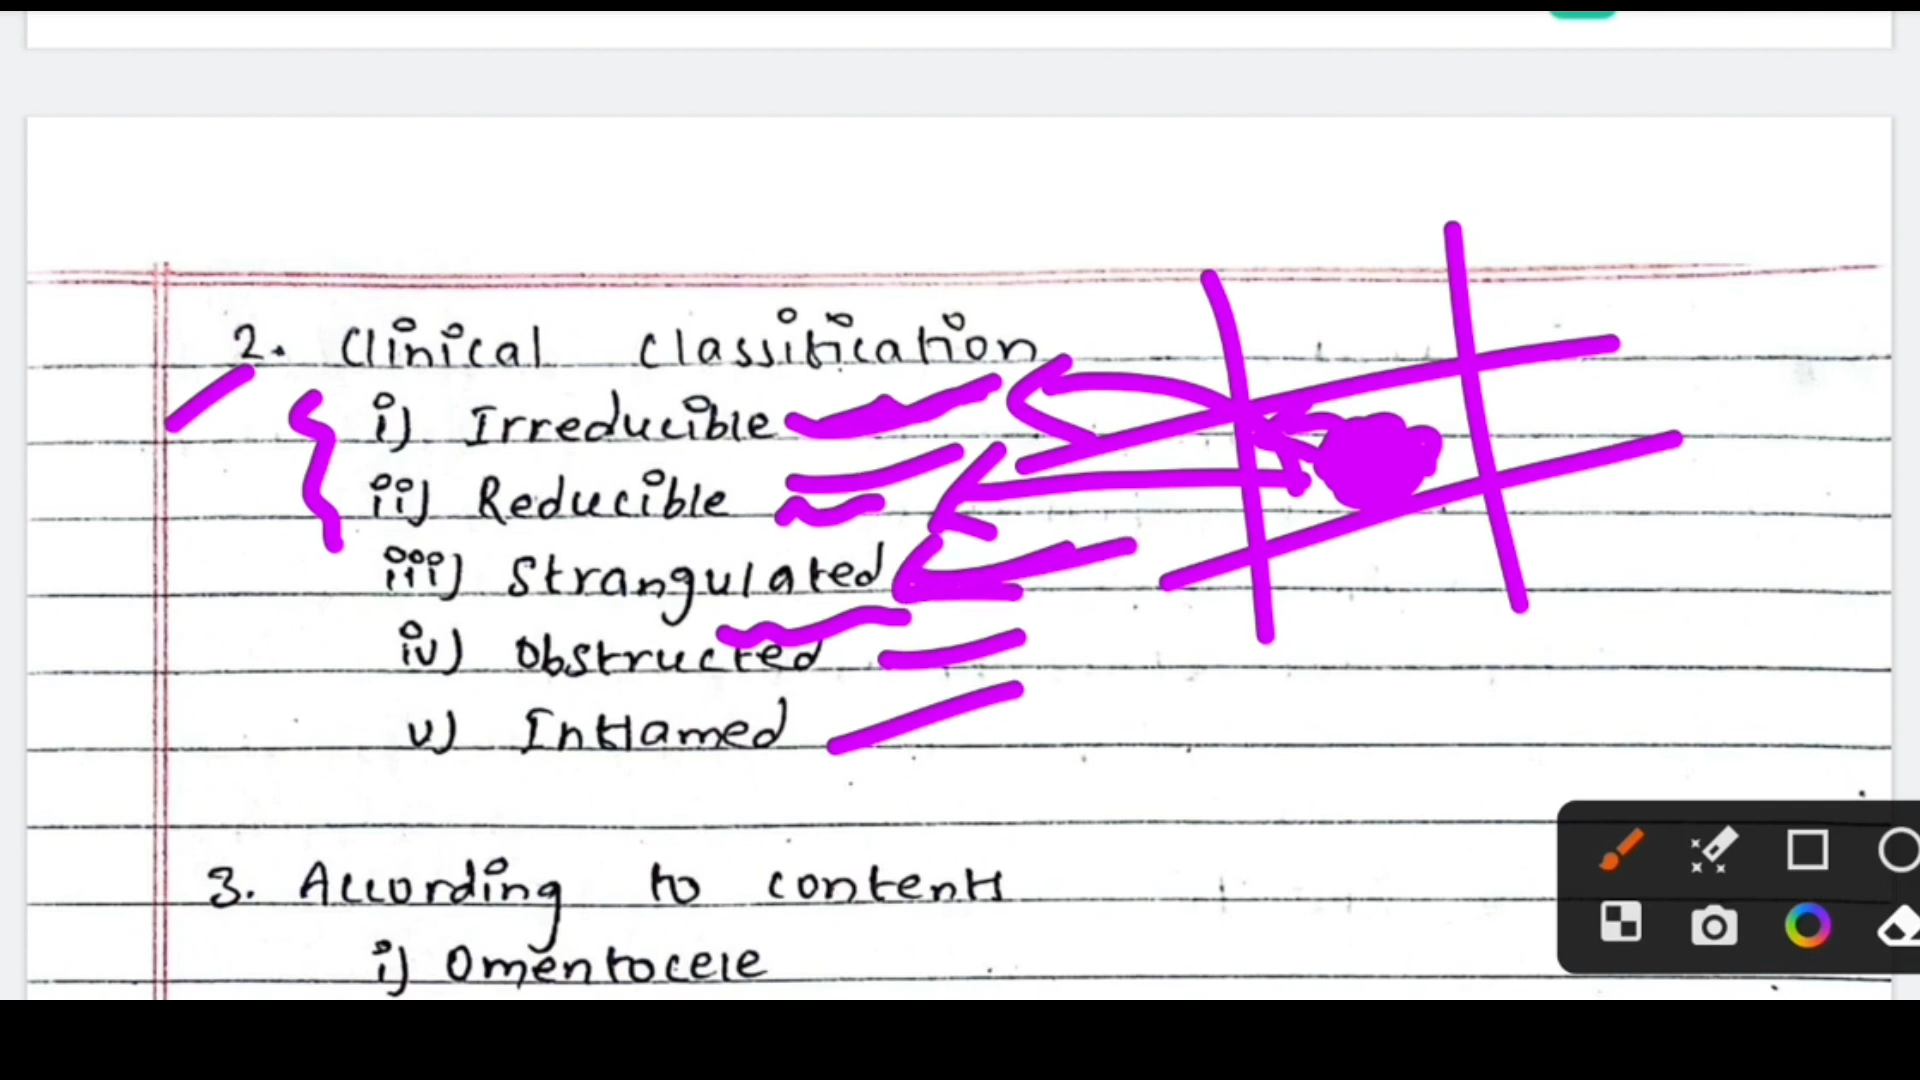 2. Clinical classification
i) Irreducible
ii) Reducible
iii) Strangulated
iv) Obstructed
v) Inflamed
3. According to contents
i) Omentocele